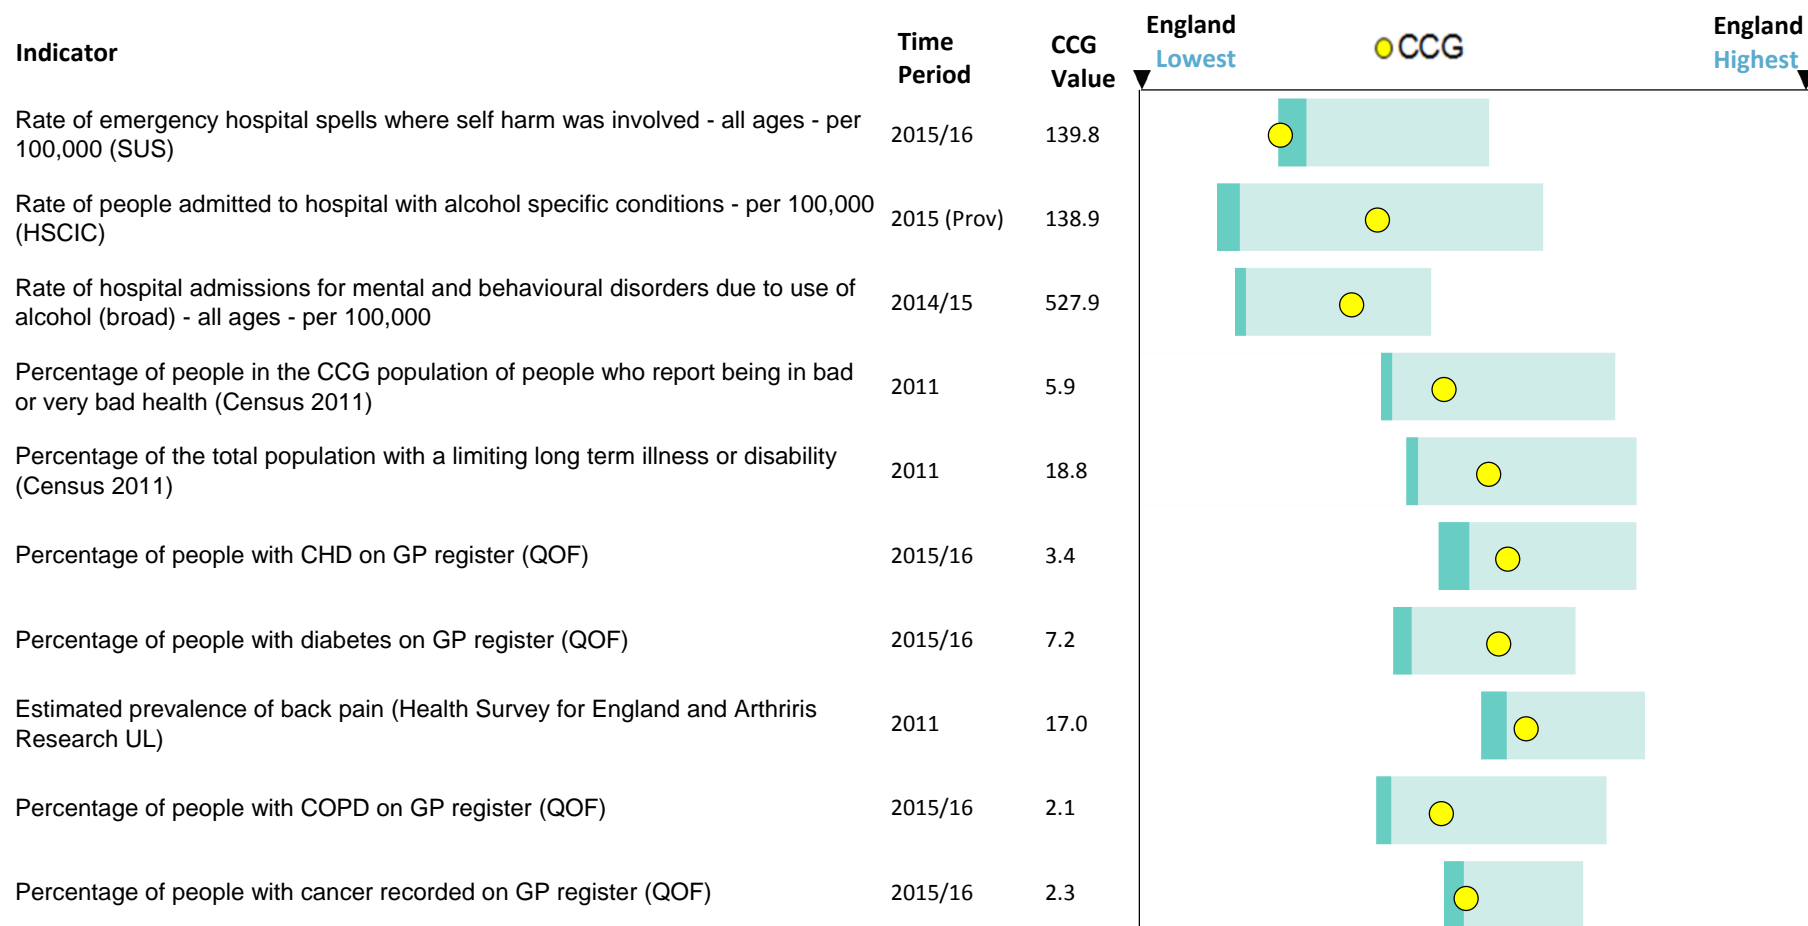 Indicator
Time
Period
CCG
Value
England
Lowest
CCG
England
Highest
Rate of emergency hospital spells where self harm was involved - all ages - per
100,000 (SUS)
2015/16
139.8
Rate of people admitted to hospital with alcohol specific conditions - per 100,000
(HSCIC)
2015 (Prov)
138.9
Rate of hospital admissions for mental and behavioural disorders due to use of
alcohol (broad) - all ages - per 100,000
2014/15
527.9
Percentage of people in the CCG population of people who report being in bad
or very bad health (Census 2011)
2011
5.9
Percentage of the total population with a limiting long term illness or disability
(Census 2011)
2011
18.8
Percentage of people with CHD on GP register (QOF)
2015/16
3.4
Percentage of people with diabetes on GP register (QOF)
2015/16
7.2
Estimated prevalence of back pain (Health Survey for England and Arthriris
Research UL)
2011
17.0
Percentage of people with COPD on GP register (QOF)
2015/16
2.1
Percentage of people with cancer recorded on GP register (QOF)
2015/16
2.3